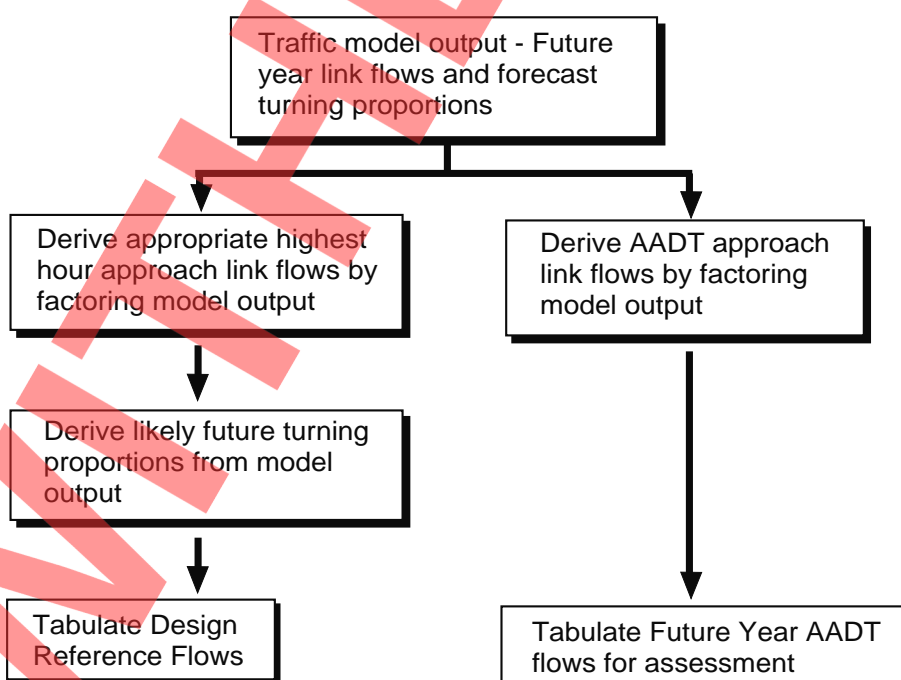 Traffic model output - Future
year link flows and forecast
turning proportions
Derive appropriate highest
hour approach link flows by
factoring model output
Derive AADT approach
link flows by factoring
model output
Derive likely future turning
proportions from model
output
Tabulate Design
Reference Flows
Tabulate Future Year AADT
flows for assessment